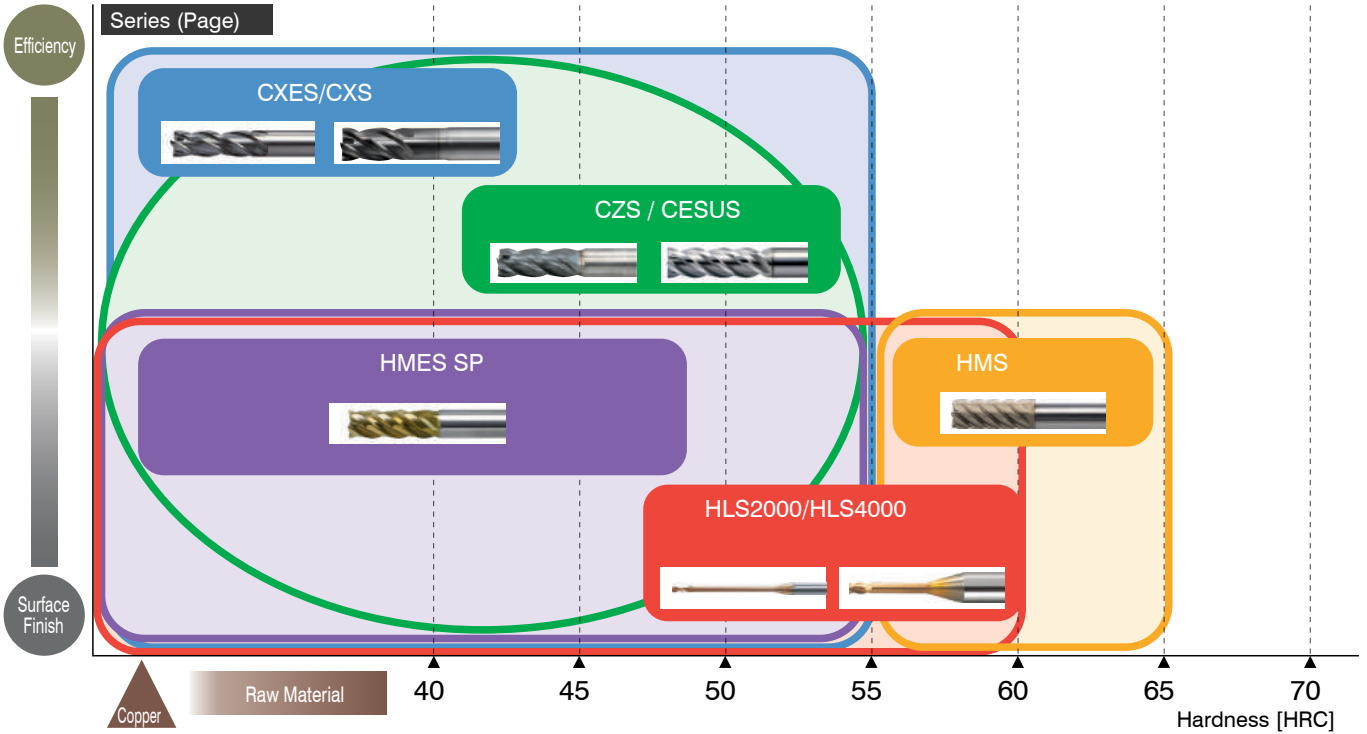 Series (Page)
Efficiency
CXES/CXS
CZS / CESUS
HMES SP
HMS
HLS2000/HLS4000
Surface
Finish
Copper
Raw Material
40
45
50
55
60
65
70
Hardness [HRC]